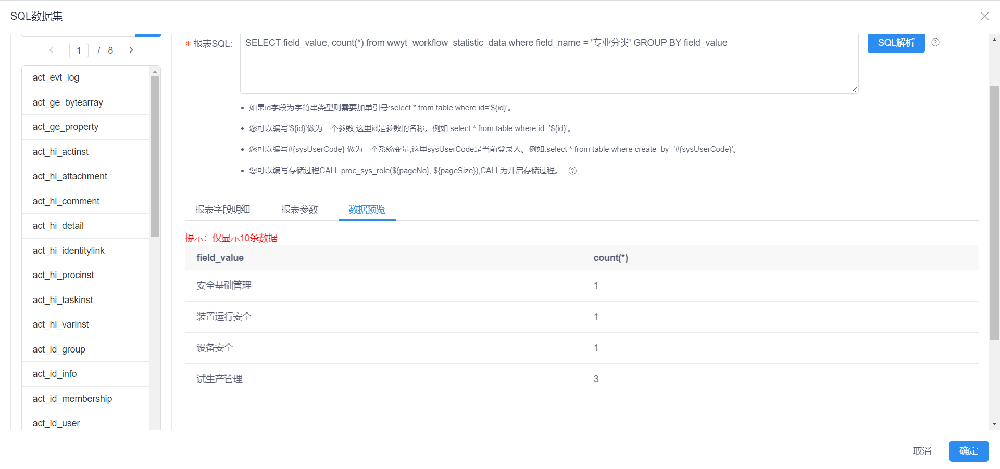 SQL数据集
1 / 8
act_evt_log
act_ge_bytearray
act_ge_property
act_hi_actinst
act_hi_attachment
act_hi_comment
act_hi_detail
act_hi_identitylink
act_hi_procinst
act_hi_taskinst
act_hi_varinst
act_id_group
act_id_info
act_id_membership
act_id_user
* 报表SQL: SELECT field_value, count(*) from wwyt_workflow_statistic_data where field_name = '专业分类' GROUP BY field_value
SQL解析 ?
• 如果id字段为字符串类型则需要加单引号:select * from table where id='${id}'。
• 您可以编写'${id}'做为一个参数,这里id是参数的名称。例如:select * from table where id='${id}'。
• 您可以编写#{sysUserCode} 做为一个系统变量,这里sysUserCode是当前登录人。例如:select * from table where create_by='#{sysUserCode}'。
• 您可以编写存储过程CALL proc_sys_role(${pageNo}, ${pageSize}),CALL为开启存储过程。 ?
报表字段明细 报表参数 数据预览
提示：仅显示10条数据
field_value count(*)
安全基础管理 1
装置运行安全 1
设备安全 1
试生产管理 3
取消 确定